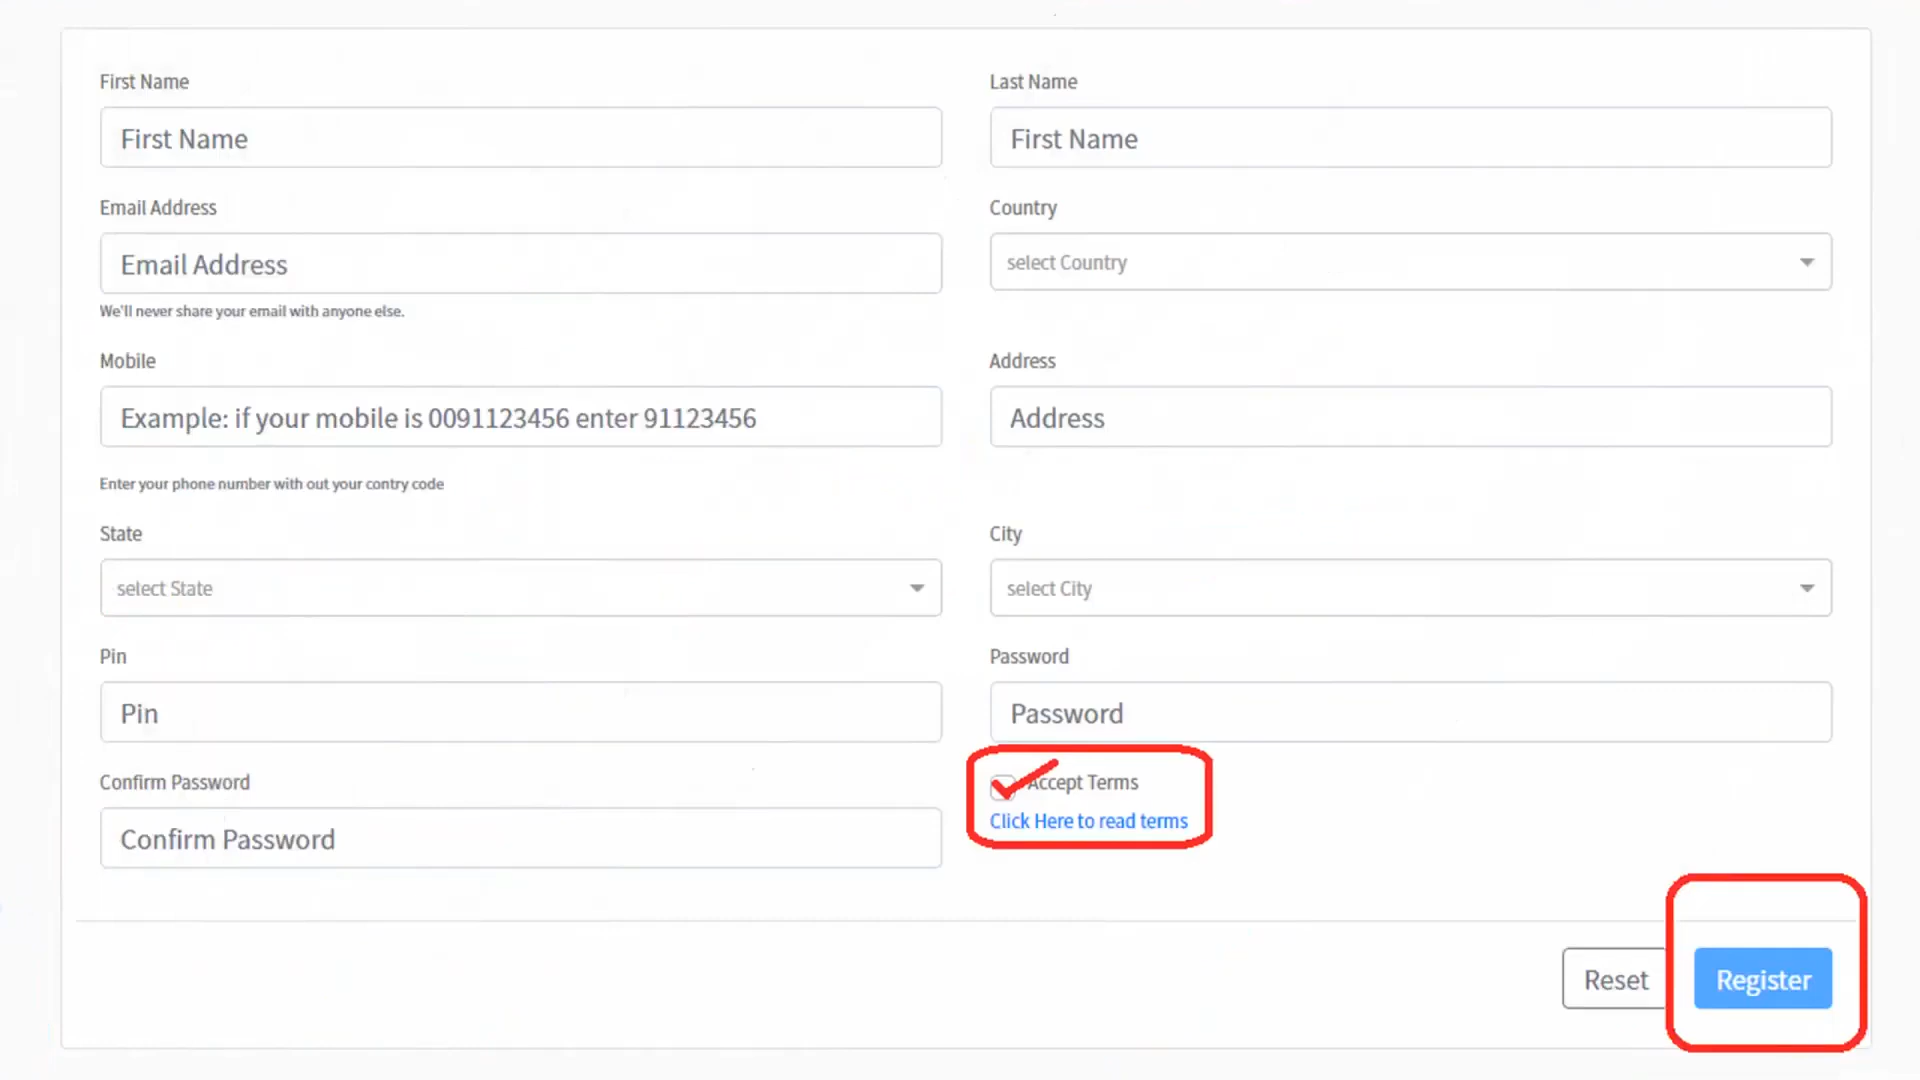 First Name
Last Name
First Name
First Name
Email Address
Country
Email Address
select Country
We'll never share your email with anyone else.
Mobile
Address
Example: if your mobile is 0091123456 enter 91123456
Address
Enter your phone number with out your contry code
State
City
select State
select City
Pin
Password
Pin
Password
Confirm Password
Accept Terms
Click Here to read terms
Confirm Password
Reset
Register